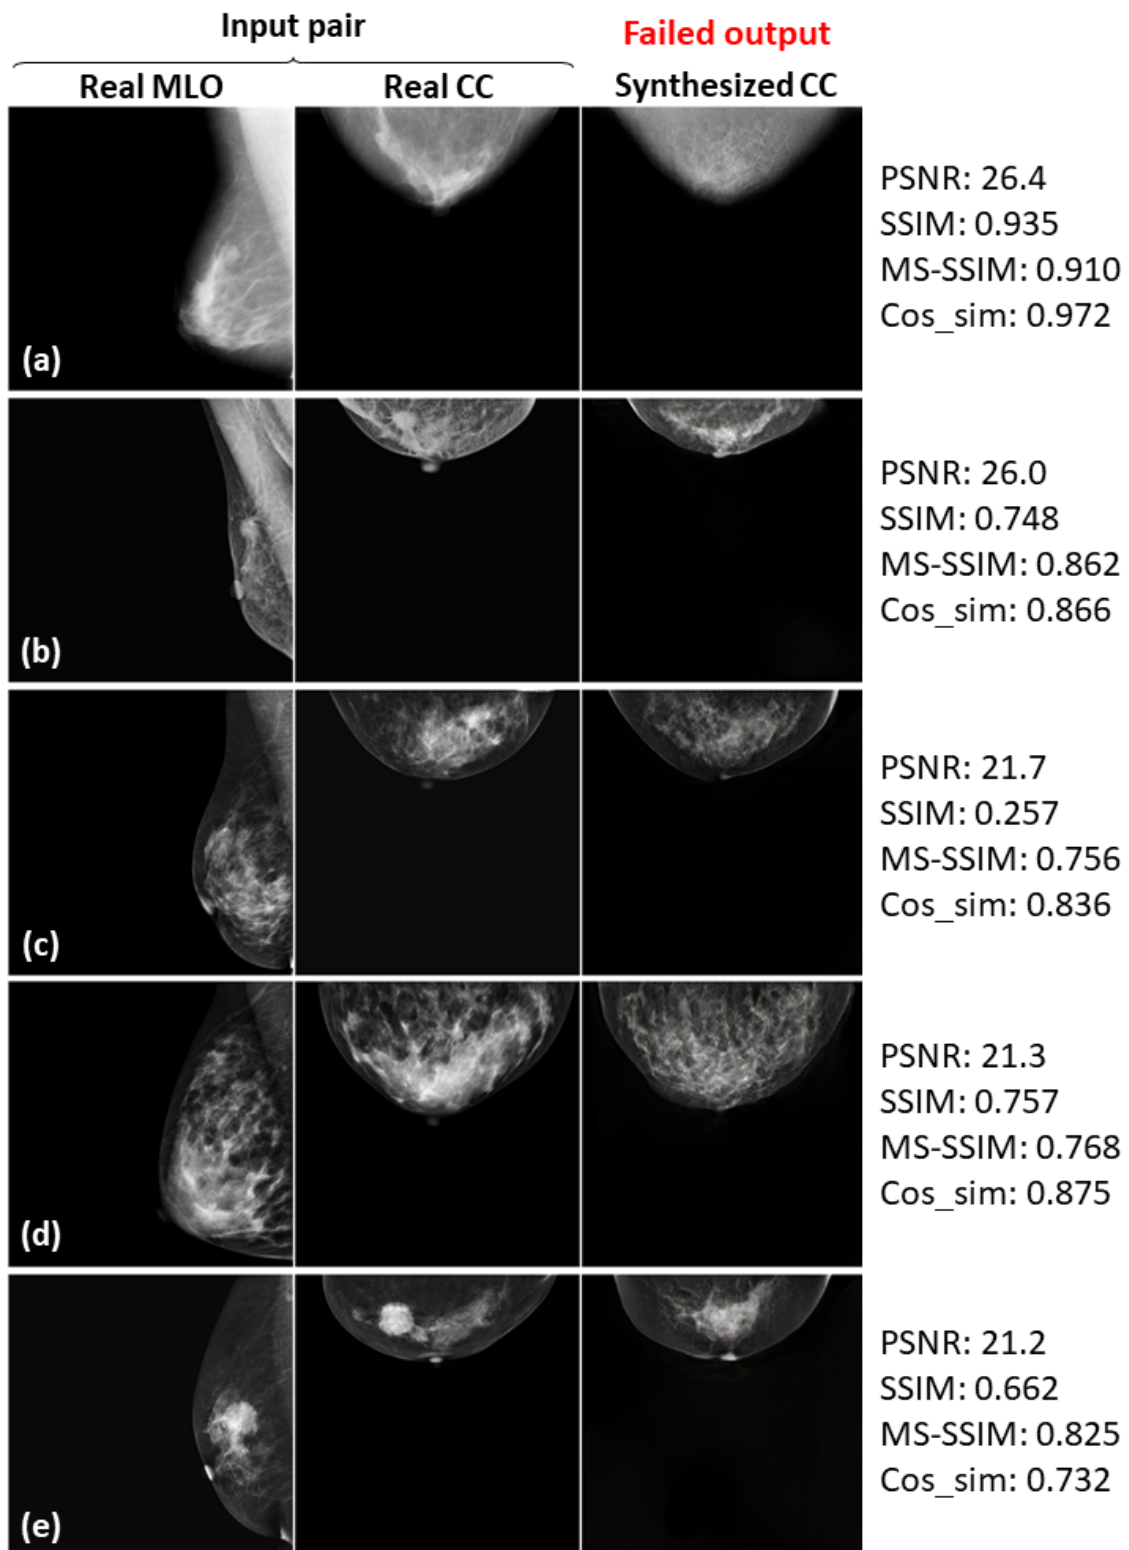 Input pair
Failed output
Real MLO
Real CC
Synthesized CC
(a)
PSNR: 26.4
SSIM: 0.935
MS-SSIM: 0.910
Cos_sim: 0.972
(b)
PSNR: 26.0
SSIM: 0.748
MS-SSIM: 0.862
Cos_sim: 0.866
(c)
PSNR: 21.7
SSIM: 0.257
MS-SSIM: 0.756
Cos_sim: 0.836
(d)
PSNR: 21.3
SSIM: 0.757
MS-SSIM: 0.768
Cos_sim: 0.875
(e)
PSNR: 21.2
SSIM: 0.662
MS-SSIM: 0.825
Cos_sim: 0.732